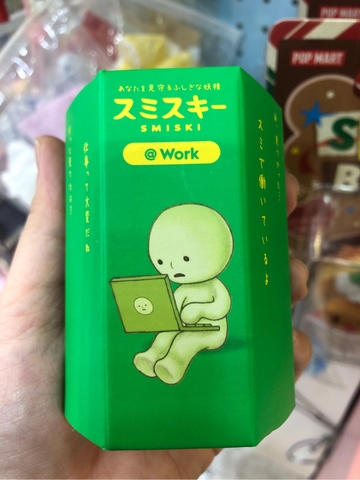 あなたを見守るふしぎな妖精
スミスキー
SMISKI
@Work
仕事って大変だね
スミで働いているよ
POP MART